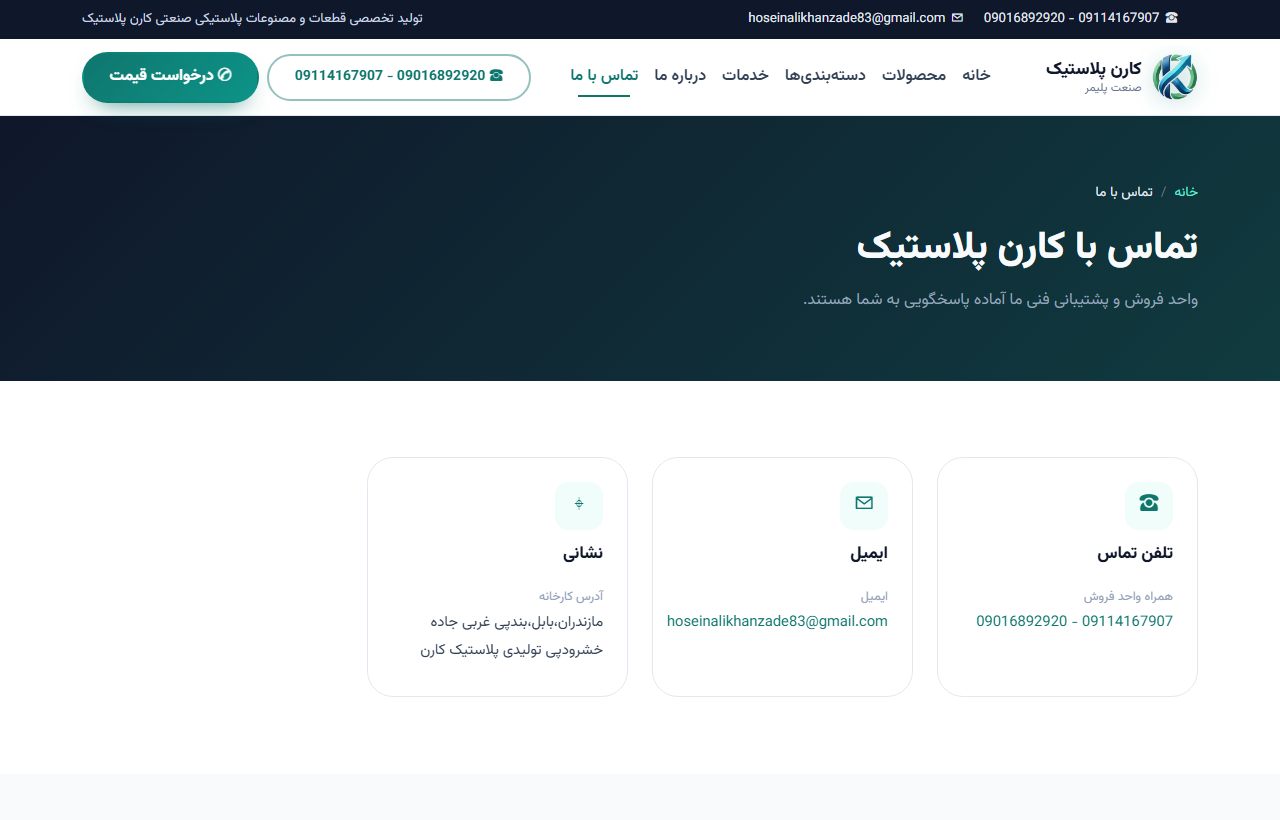 09016892920 - 09114167907
hoseinalikhanzade83@gmail.com
تولید تخصصی قطعات و مصنوعات پلاستیکی صنعتی کارن پلاستیک
کارن پلاستیک
صنعت پلیمر
خانه
محصولات
دسته‌بندی‌ها
خدمات
درباره ما
تماس با ما
09016892920 - 09114167907
درخواست قیمت
خانه / تماس با ما
تماس با کارن پلاستیک
واحد فروش و پشتیبانی فنی ما آماده پاسخگویی به شما هستند.
تلفن تماس
همراه واحد فروش
09016892920 - 09114167907
ایمیل
ایمیل
hoseinalikhanzade83@gmail.com
نشانی
آدرس کارخانه
مازندران،بابل،بندپی غربی جاده
خشرودپی تولیدی پلاستیک کارن